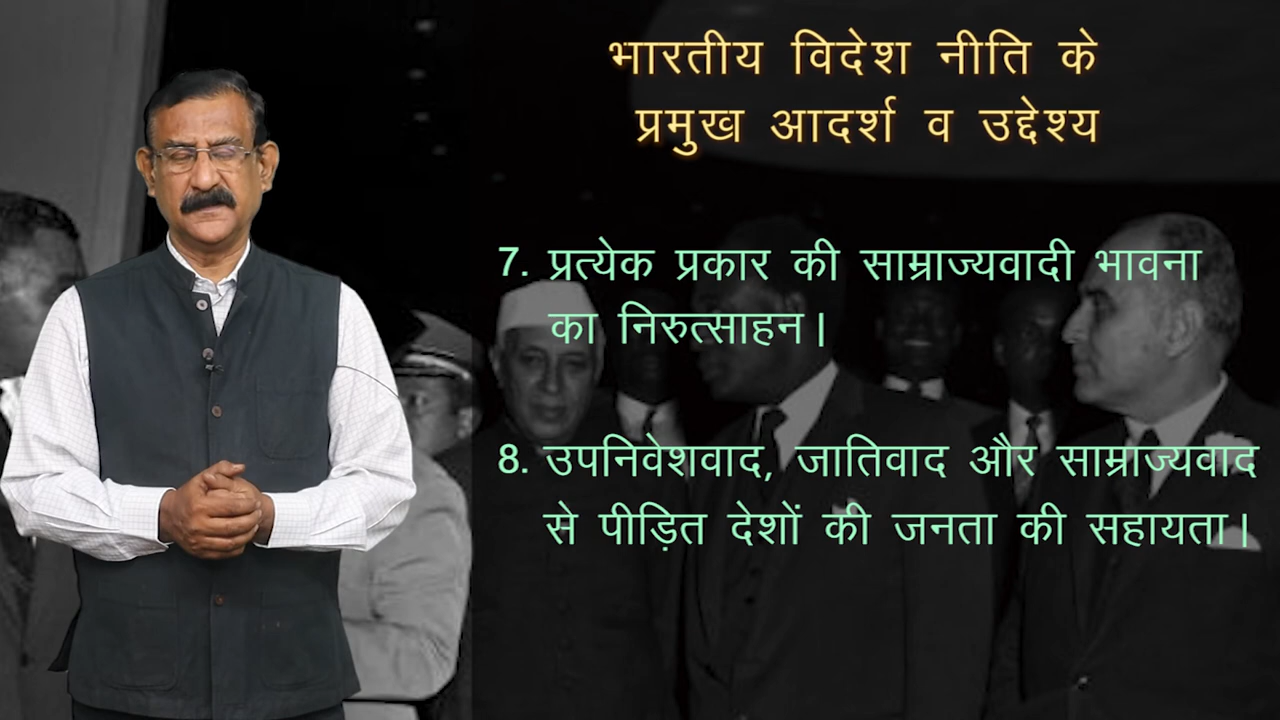 भारतीय विदेश नीति के
प्रमुख आदर्श व उद्देश्य
7. प्रत्येक प्रकार की साम्राज्यवादी भावना
का निरुत्साहन।
8. उपनिवेशवाद, जातिवाद और साम्राज्यवाद
से पीड़ित देशों की जनता की सहायता।